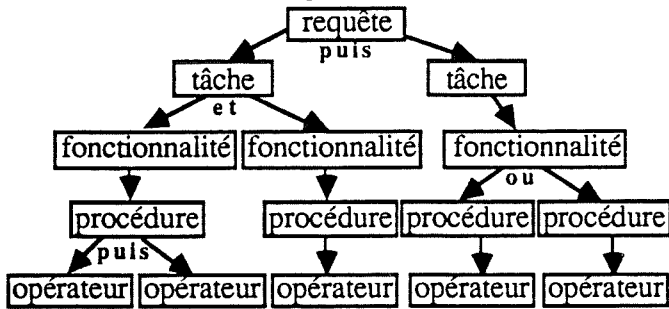 requête
puis
tâche tâche
et
fonctionnalité fonctionnalité fonctionnalité
ou
procédure procédure procédure procédure
puis
opérateur opérateur opérateur opérateur opérateur